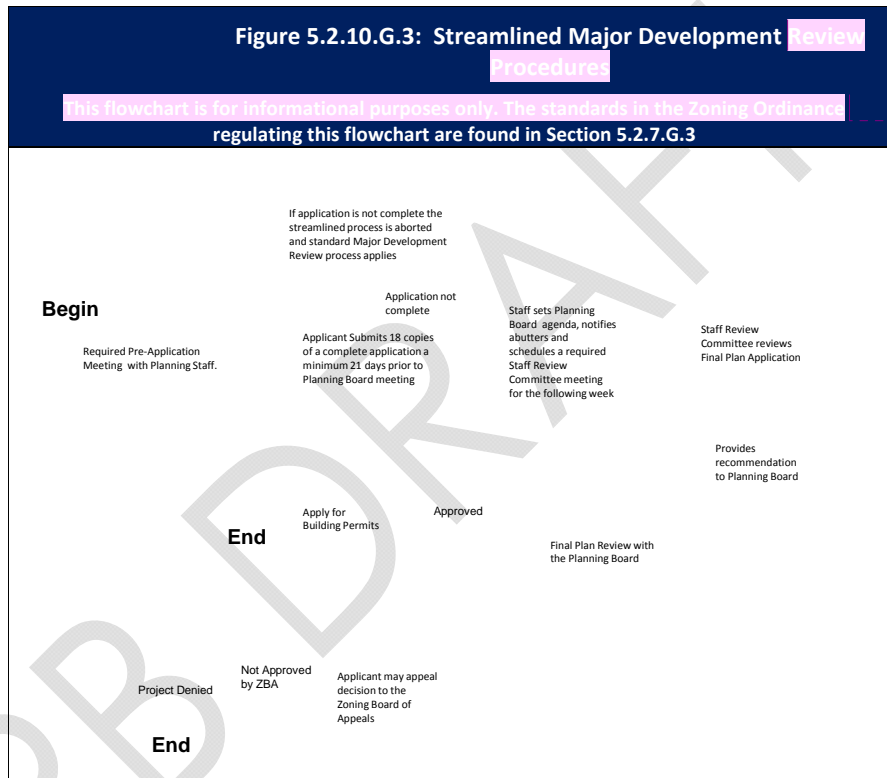 Figure 5.2.10.G.3: Streamlined Major Development Review
Procedures
This flowchart is for informational purposes only. The standards in the Zoning Ordinance
regulating this flowchart are found in Section 5.2.7.G.3
If application is not complete the
streamlined process is aborted
and standard Major Development
Review process applies
Begin
Application not
complete
Required Pre-Application
Meeting with Planning Staff.
Applicant Submits 18 copies
of a complete application a
minimum 21 days prior to
Planning Board meeting
Staff sets Planning
Board agenda, notifies
abutters and
schedules a required
Staff Review
Committee meeting
for the following week
Staff Review
Committee reviews
Final Plan Application
Provides
recommendation
to Planning Board
Final Plan Review with
the Planning Board
Approved
Apply for
Building Permits
End
Applicant may appeal
decision to the
Zoning Board of
Appeals
Not Approved
by ZBA
Project Denied
End
PB DRAFT